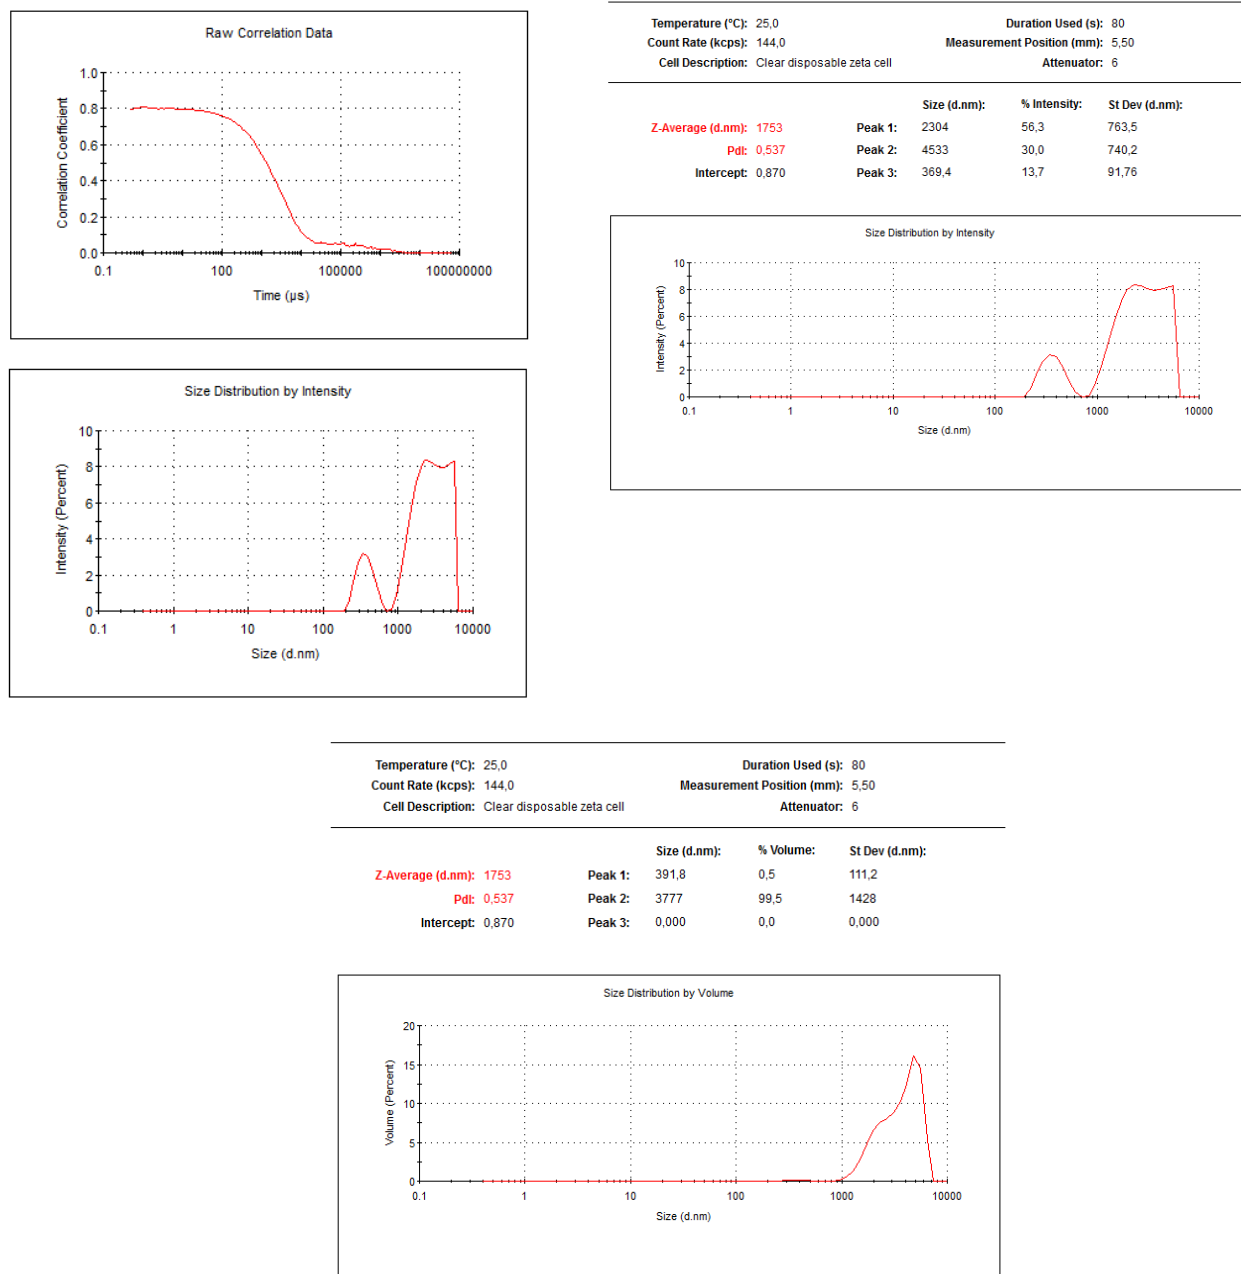 Raw Correlation Data
1.0
0.8
0.6
0.4
0.2
0.0
Correlation Coefficient
0.1 100 100000 100000000
Time (µs)
Temperature (°C): 25,0 Duration Used (s): 80
Count Rate (kcps): 144,0 Measurement Position (mm): 5,50
Cell Description: Clear disposable zeta cell Attenuator: 6
Size (d.nm): % Intensity: St Dev (d.nm):
Z-Average (d.nm): 1753 Peak 1: 2304 56,3 763,5
PdI: 0,537 Peak 2: 4533 30,0 740,2
Intercept: 0,870 Peak 3: 369,4 13,7 91,76
Size Distribution by Intensity
10
8
6
4
2
0
Intensity (Percent)
0.1 1 10 100 1000 10000
Size (d.nm)
Size Distribution by Intensity
10
8
6
4
2
0
Intensity (Percent)
0.1 1 10 100 1000 10000
Size (d.nm)
Temperature (°C): 25,0 Duration Used (s): 80
Count Rate (kcps): 144,0 Measurement Position (mm): 5,50
Cell Description: Clear disposable zeta cell Attenuator: 6
Size (d.nm): % Volume: St Dev (d.nm):
Z-Average (d.nm): 1753 Peak 1: 391,8 0,5 111,2
PdI: 0,537 Peak 2: 3777 99,5 1428
Intercept: 0,870 Peak 3: 0,000 0,0 0,000
Size Distribution by Volume
20
15
10
5
0
Volume (Percent)
0.1 1 10 100 1000 10000
Size (d.nm)